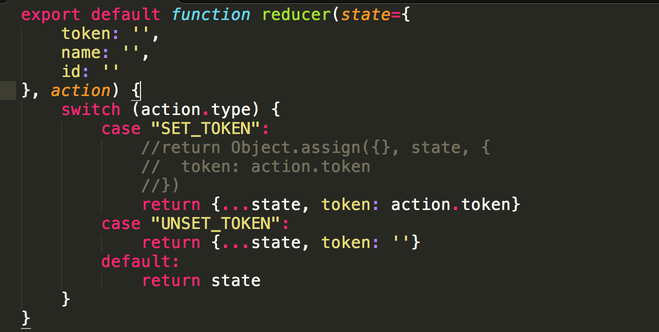 export default function reducer(state={
    token: '',
    name: '',
    id: ''
}, action) {
    switch (action.type) {
        case "SET_TOKEN":
            //return Object.assign({}, state, {
            //  token: action.token
            //})
            return {...state, token: action.token}
        case "UNSET_TOKEN":
            return {...state, token: ''}
        default:
            return state
    }
}